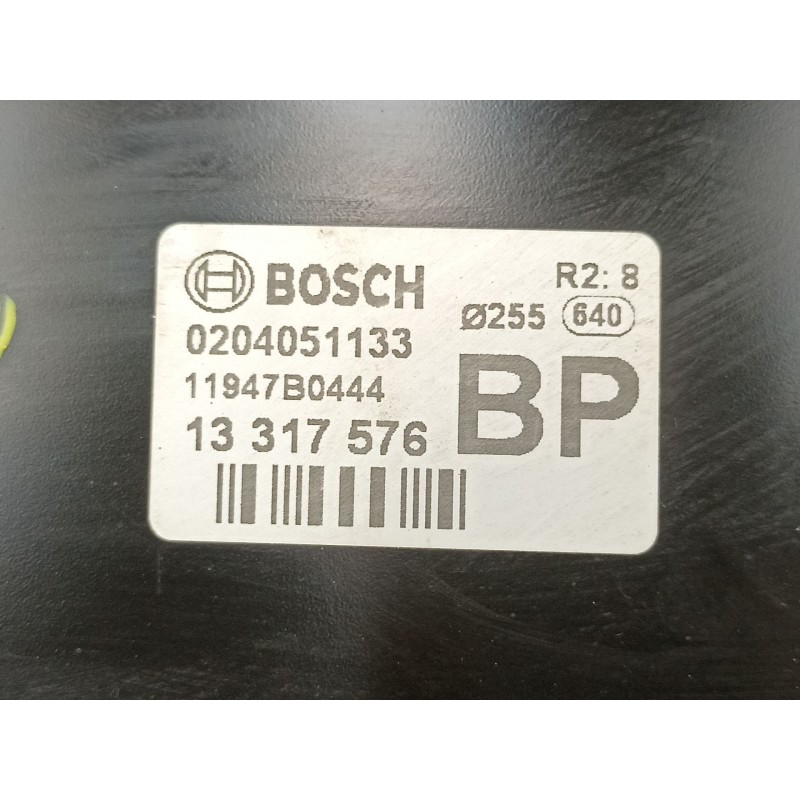 BOSCH
R2: 8
Ø255 640
0204051133
11947B0444
13 317 576
BP